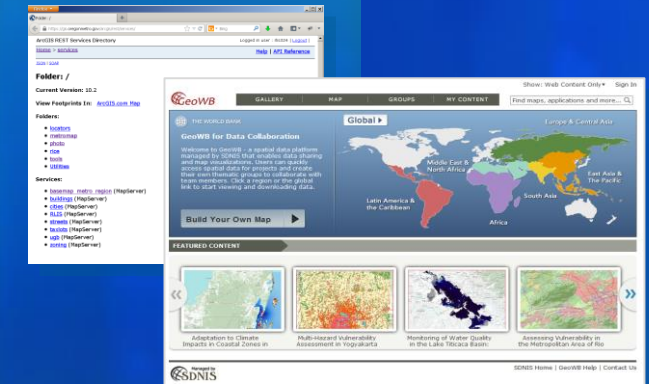 Folder: /
ArcGIS REST Services Directory
Home > services
Help | API Reference
JSON | SOAP
Folder: /
Current Version: 10.2
View Footprints In: ArcGIS.com Map
Folders:
locators
metromap
photo
rice
tools
Utilities
Services:
basemap_metro_region (MapServer)
buildings (MapServer)
cities (MapServer)
RLIS (MapServer)
streets (MapServer)
taxlots (MapServer)
ugb (MapServer)
zoning (MapServer)
Show: Web Content Only Sign In
GeoWB
GALLERY MAP GROUPS MY CONTENT
Find maps, applications and more...
THE WORLD BANK
GeoWB for Data Collaboration
Welcome to GeoWB - a spatial data platform
managed by SDNIS that enables data sharing
and map visualizations. Users can quickly
access spatial data for projects and create
their own thematic groups to collaborate with
team members. Click a region or the global
link to start viewing and downloading data.
Build Your Own Map
Global
Europe & Central Asia
Middle East &
North Africa
East Asia &
The Pacific
South Asia
Latin America &
the Caribbean
Africa
FEATURED CONTENT
Adaptation to Climate
Impacts in Coastal Zones in
Multi-Hazard Vulnerability
Assessment in Yogyakarta
Monitoring of Water Quality
in the Lake Titicaca Basin:
Assessing Vulnerability in
the Metropolitan Area of Rio
Managed by
SDNIS
SDNIS Home | GeoWB Help | Contact Us